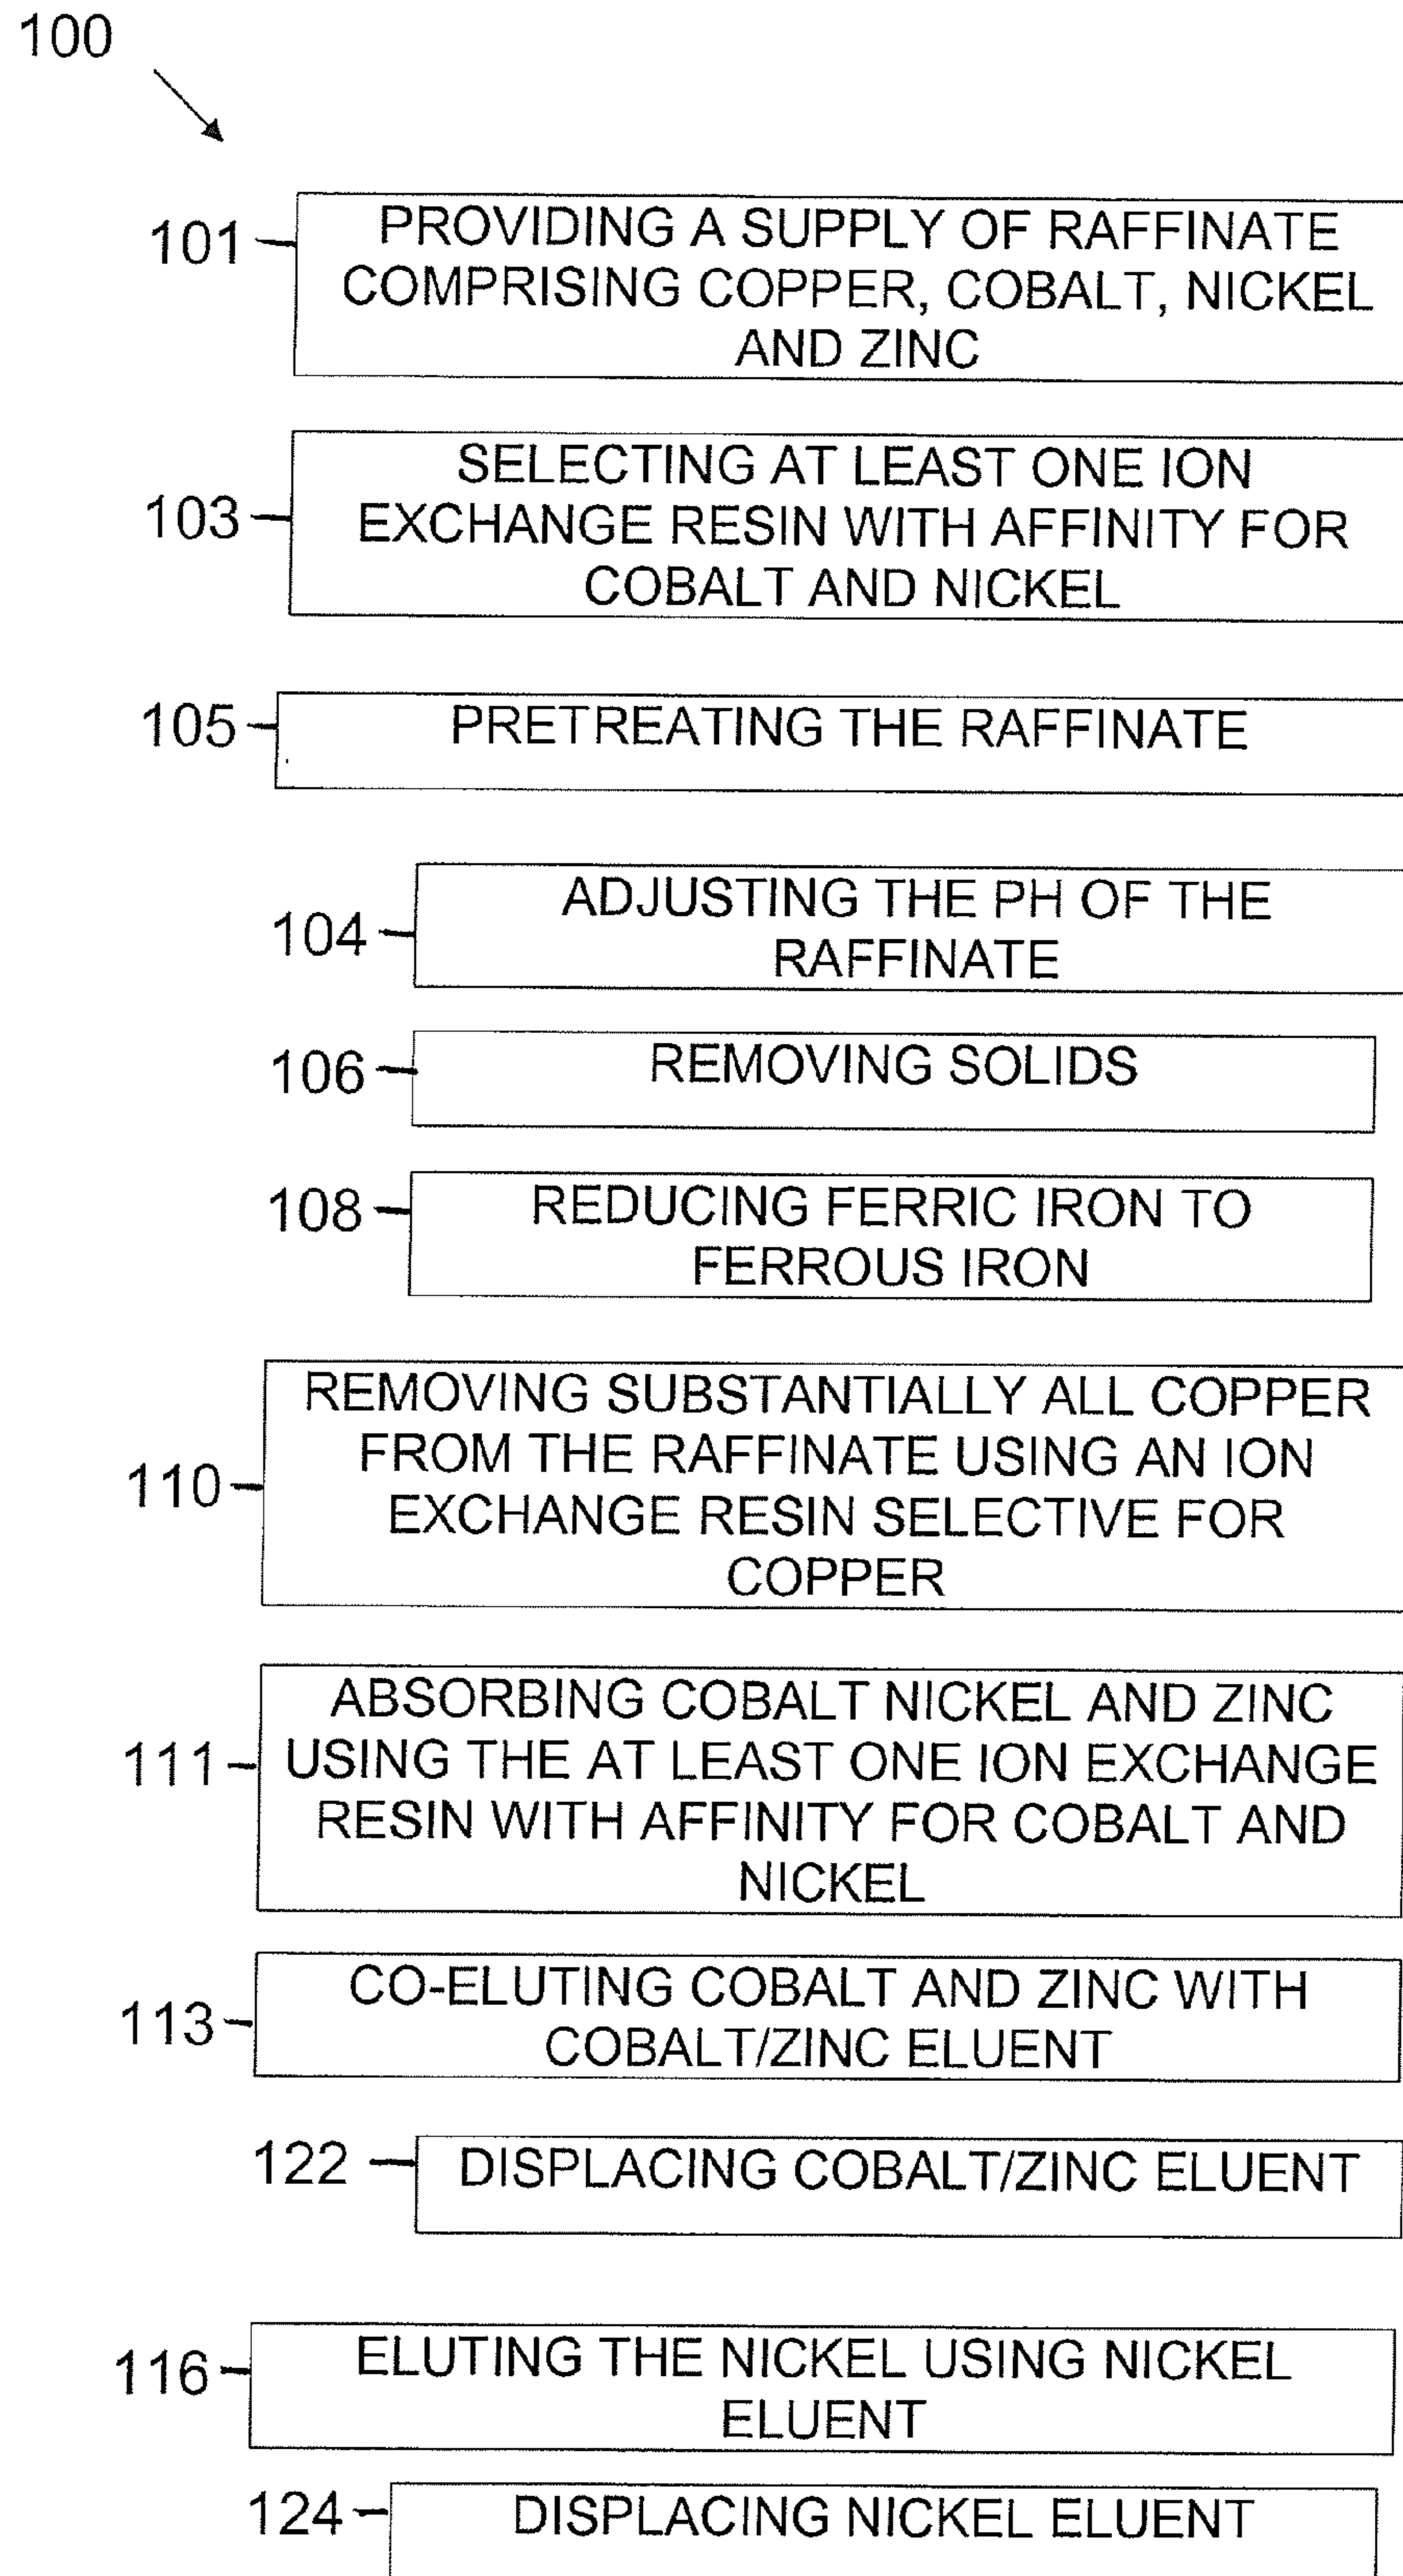 100
101
PROVIDING A SUPPLY OF RAFFINATE
COMPRISING COPPER, COBALT, NICKEL
AND ZINC
103
SELECTING AT LEAST ONE ION
EXCHANGE RESIN WITH AFFINITY FOR
COBALT AND NICKEL
105
PRETREATING THE RAFFINATE
104
ADJUSTING THE PH OF THE
RAFFINATE
106
REMOVING SOLIDS
108
REDUCING FERRIC IRON TO
FERROUS IRON
110
REMOVING SUBSTANTIALLY ALL COPPER
FROM THE RAFFINATE USING AN ION
EXCHANGE RESIN SELECTIVE FOR
COPPER
111
ABSORBING COBALT NICKEL AND ZINC
USING THE AT LEAST ONE ION EXCHANGE
RESIN WITH AFFINITY FOR COBALT AND
NICKEL
113
CO-ELUTING COBALT AND ZINC WITH
COBALT/ZINC ELUENT
122
DISPLACING COBALT/ZINC ELUENT
116
ELUTING THE NICKEL USING NICKEL
ELUENT
124
DISPLACING NICKEL ELUENT